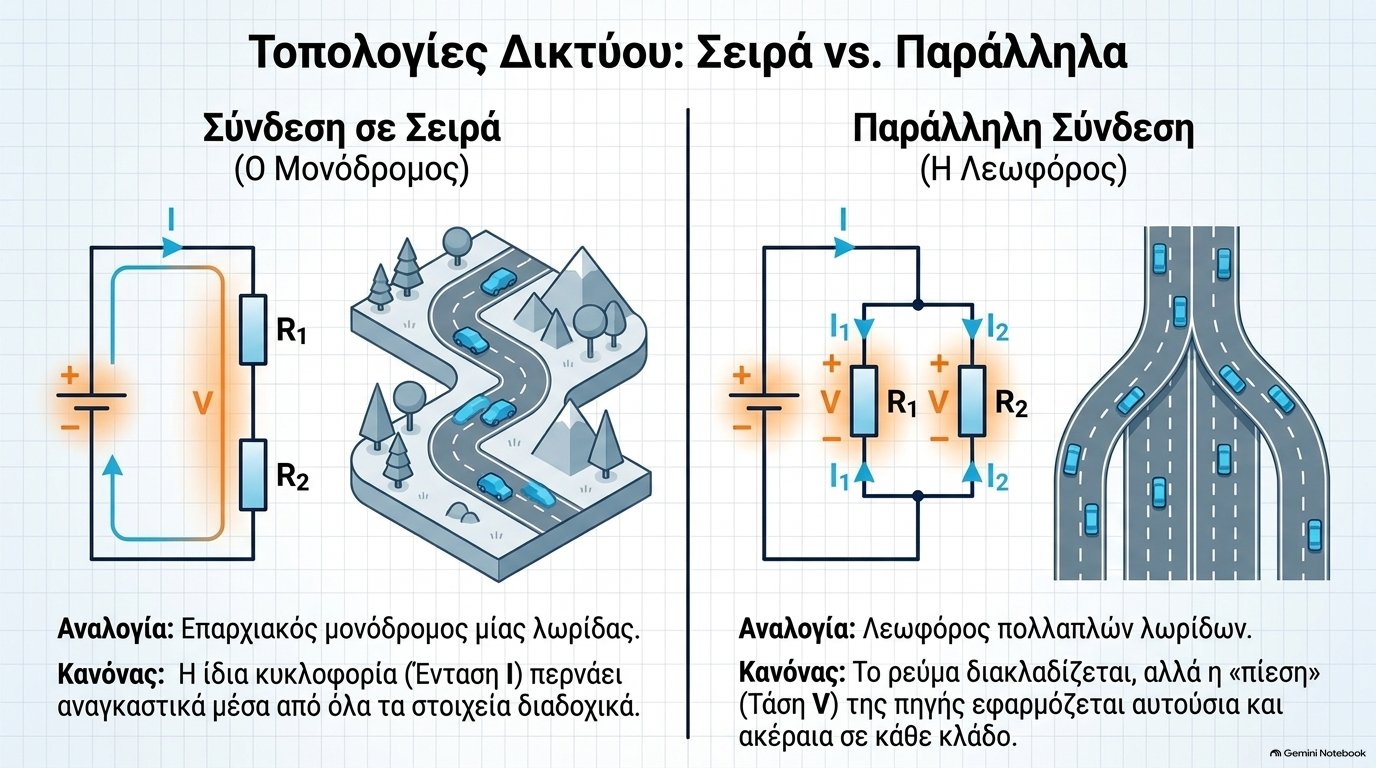 Τοπολογίες Δικτύου: Σειρά vs. Παράλληλα
Σύνδεση σε Σειρά
(Ο Μονόδρομος)
I
+
V
−
R1
R2
Αναλογία: Επαρχιακός μονόδρομος μίας λωρίδας.
Κανόνας: Η ίδια κυκλοφορία (Ένταση I) περνάει
αναγκαστικά μέσα από όλα τα στοιχεία διαδοχικά.
Παράλληλη Σύνδεση
(Η Λεωφόρος)
I
I1 I2
+ + +
V R1 V R2
− − −
I1 I2
Αναλογία: Λεωφόρος πολλαπλών λωρίδων.
Κανόνας: Το ρεύμα διακλαδίζεται, αλλά η «πίεση»
(Τάση V) της πηγής εφαρμόζεται αυτούσια και
ακέραια σε κάθε κλάδο.
Gemini Notebook